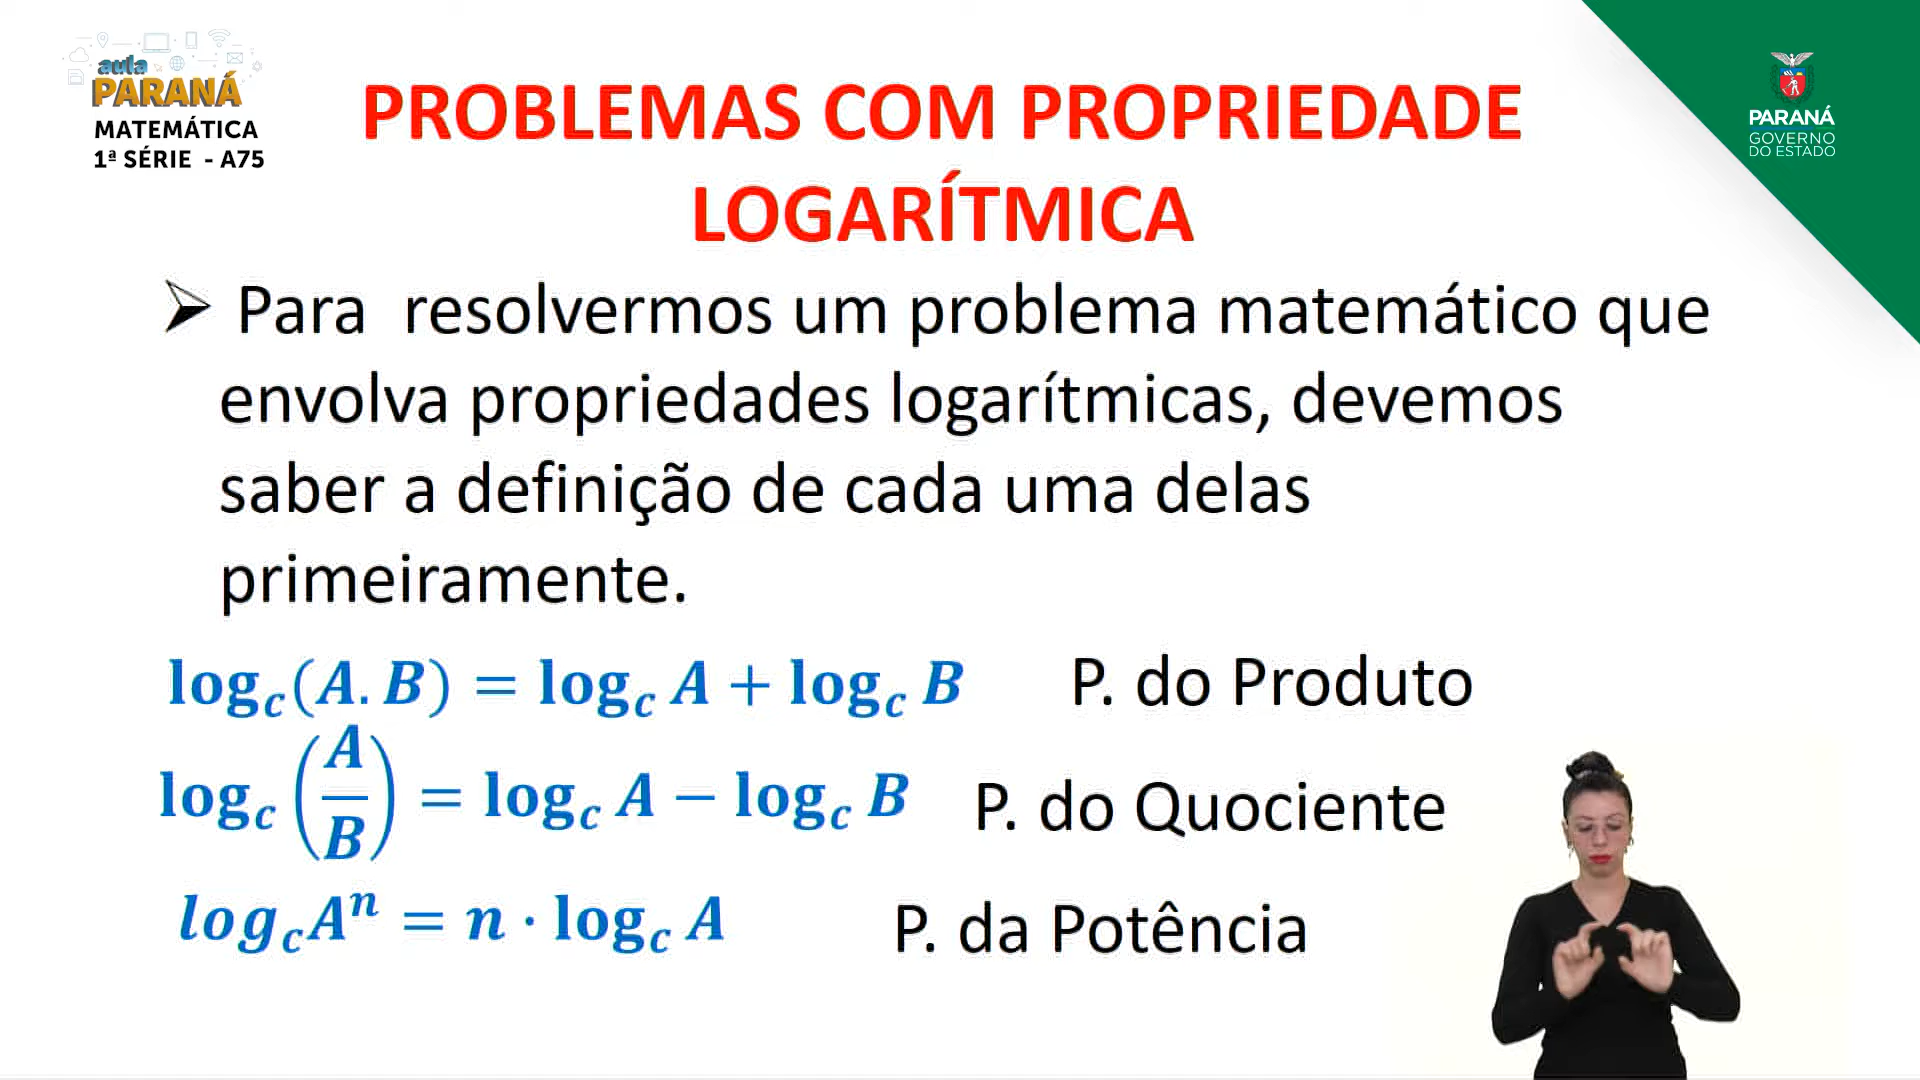 aula
PARANÁ
MATEMÁTICA
1ª SÉRIE - A75
PROBLEMAS COM PROPRIEDADE
LOGARÍTMICA
PARANÁ
GOVERNO
DO ESTADO
➢ Para resolvermos um problema matemático que
envolva propriedades logarítmicas, devemos
saber a definição de cada uma delas
primeiramente.
log_c(A.B) = log_c A + log_c B P. do Produto
log_c(A/B) = log_c A − log_c B P. do Quociente
log_c Aⁿ = n · log_c A P. da Potência